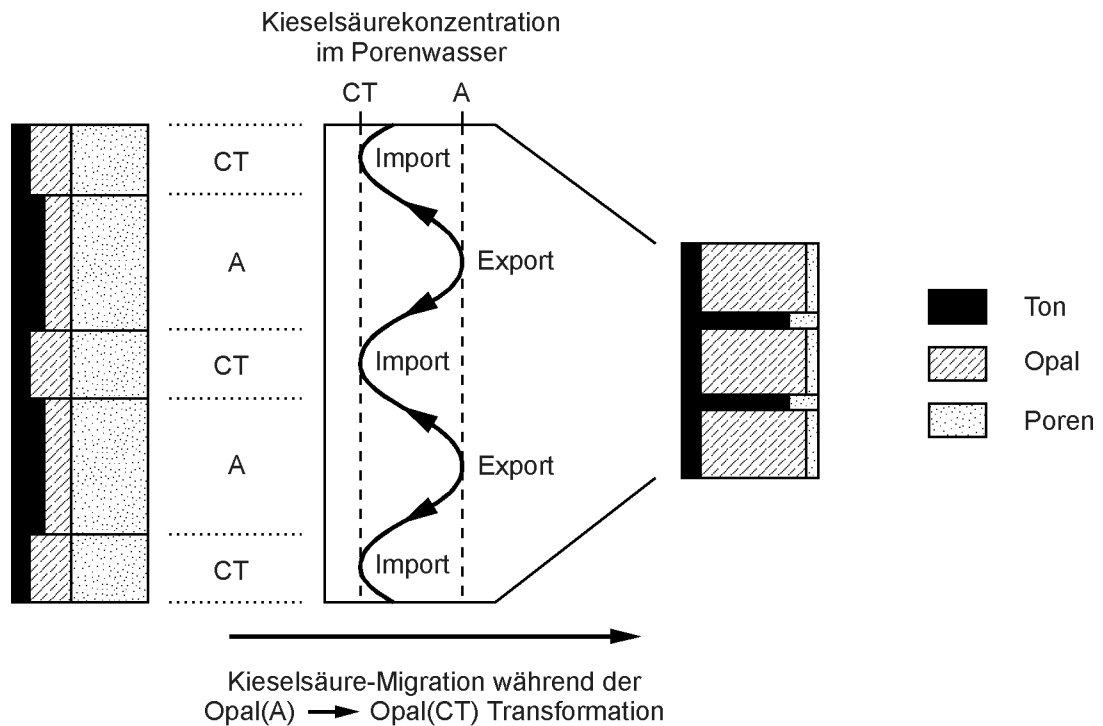 Kieselsäurekonzentration
im Porenwasser
CT A
CT
Import
A
Export
CT
Import
A
Export
CT
Import
Ton
Opal
Poren
Kieselsäure-Migration während der
Opal(A) → Opal(CT) Transformation